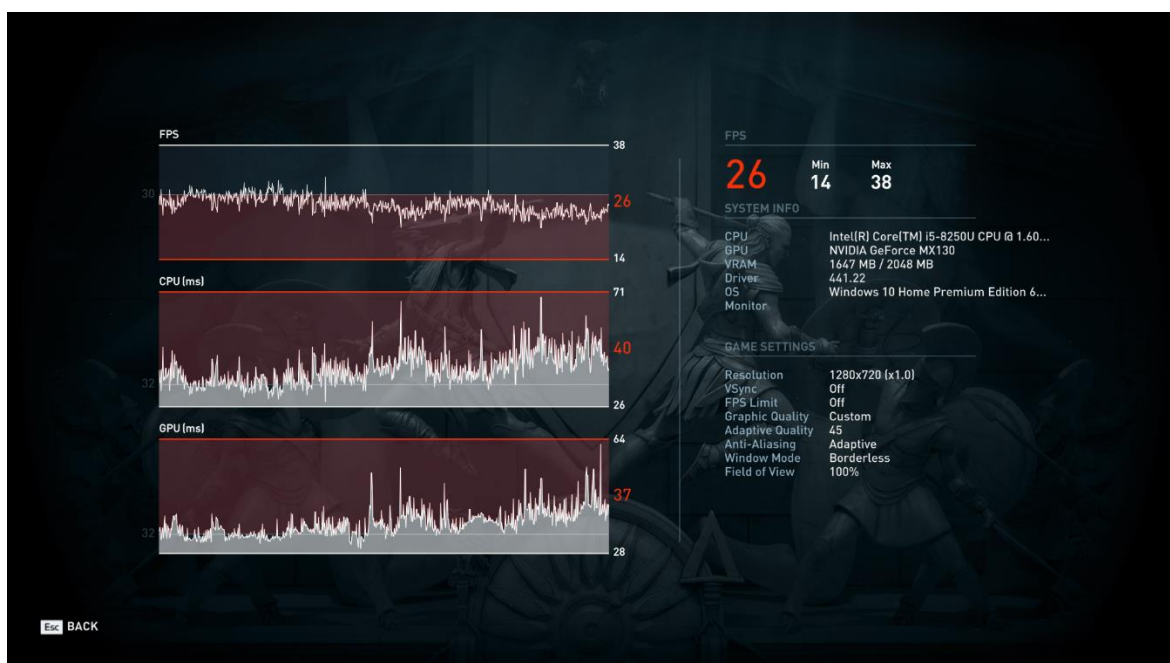 FPS
38
30
26
14
CPU (ms)
71
40
32
26
GPU (ms)
64
37
32
28
FPS
26
Min
14
Max
38
SYSTEM INFO
CPU Intel(R) Core(TM) i5-8250U CPU @ 1.60...
GPU NVIDIA GeForce MX130
VRAM 1647 MB / 2048 MB
Driver 441.22
OS Windows 10 Home Premium Edition 6...
Monitor
GAME SETTINGS
Resolution 1280x720 (x1.0)
VSync Off
FPS Limit Off
Graphic Quality Custom
Adaptive Quality 45
Anti-Aliasing Adaptive
Window Mode Borderless
Field of View 100%
Esc BACK